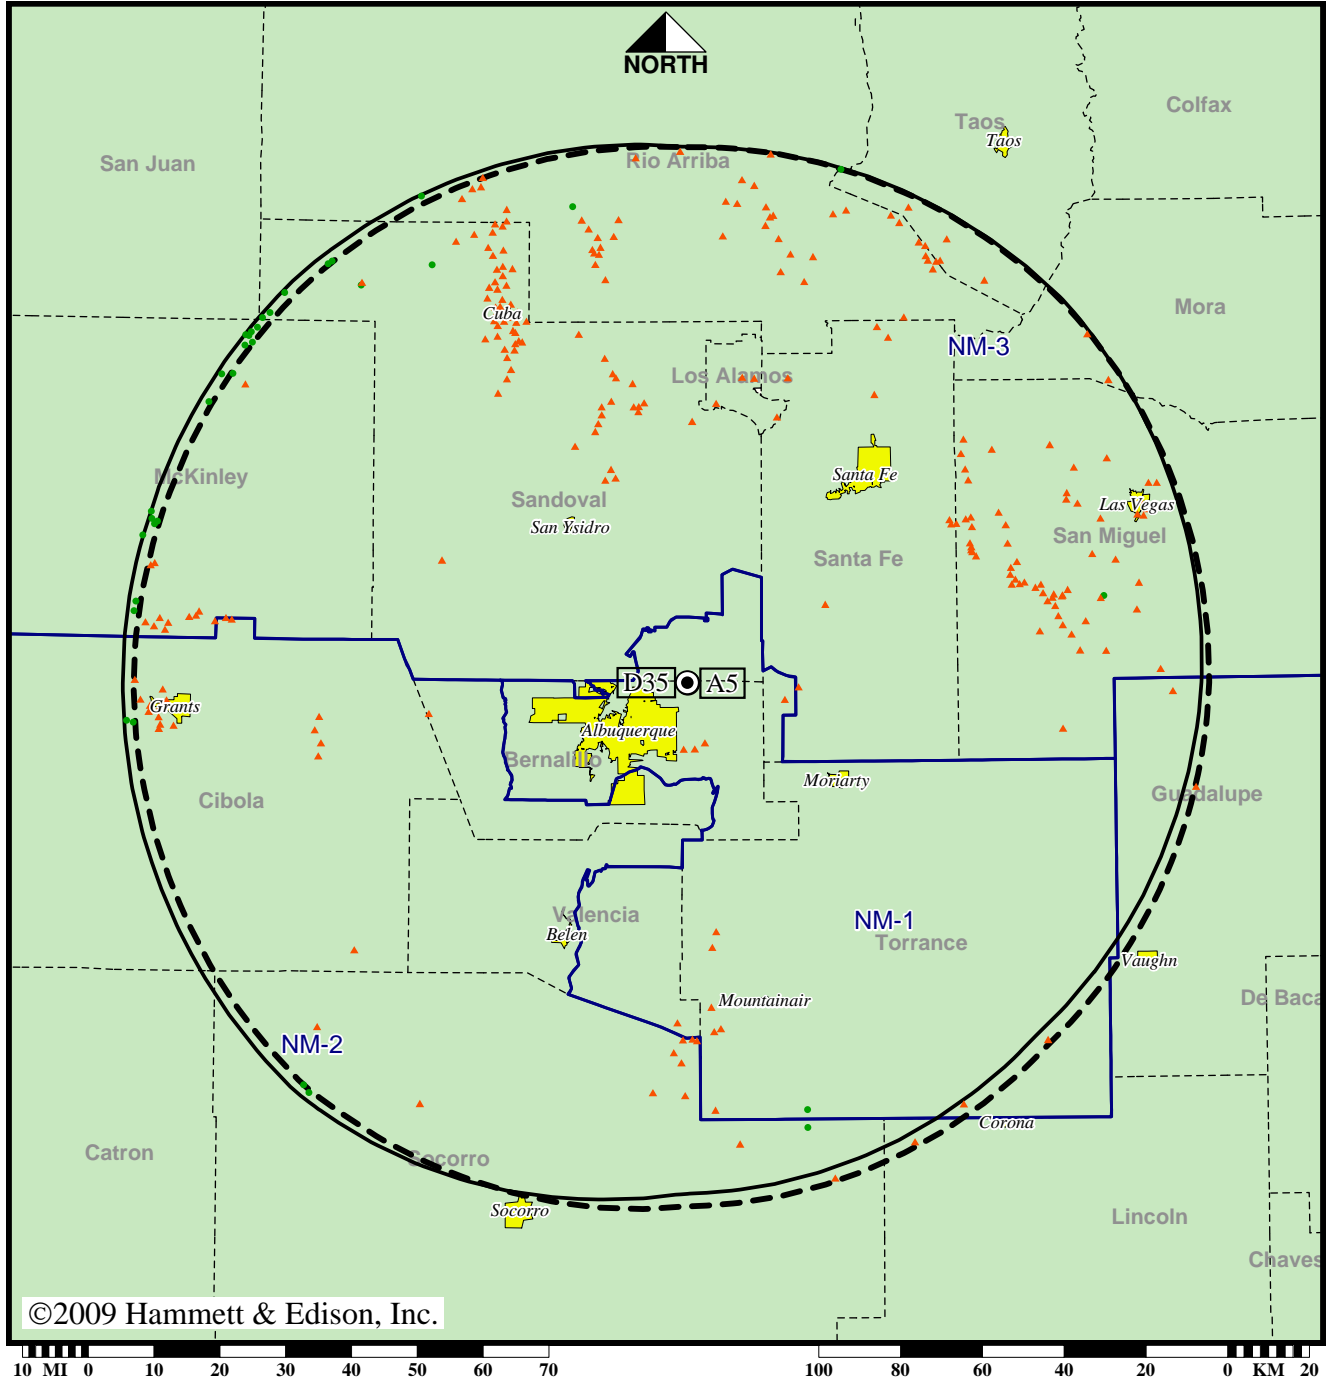 NORTH
Colfax
Taos
Taos
San Juan
Rio Arriba
Mora
Cuba
NM-3
Los Alamos
McKinley
Santa Fe
Sandoval
Las Vegas
San Ysidro
San Miguel
Santa Fe
D35
A5
Grants
Albuquerque
Bernalillo
Moriarty
Cibola
Guadalupe
Valencia
NM-1
Belen
Torrance
Vaughn
Mountainair
De Baca
NM-2
Corona
Catron
Socorro
Socorro
Lincoln
Chaves
©2009 Hammett & Edison, Inc.
10 MI 0 10 20 30 40 50 60 70 100 80 60 40 20 0 KM 20